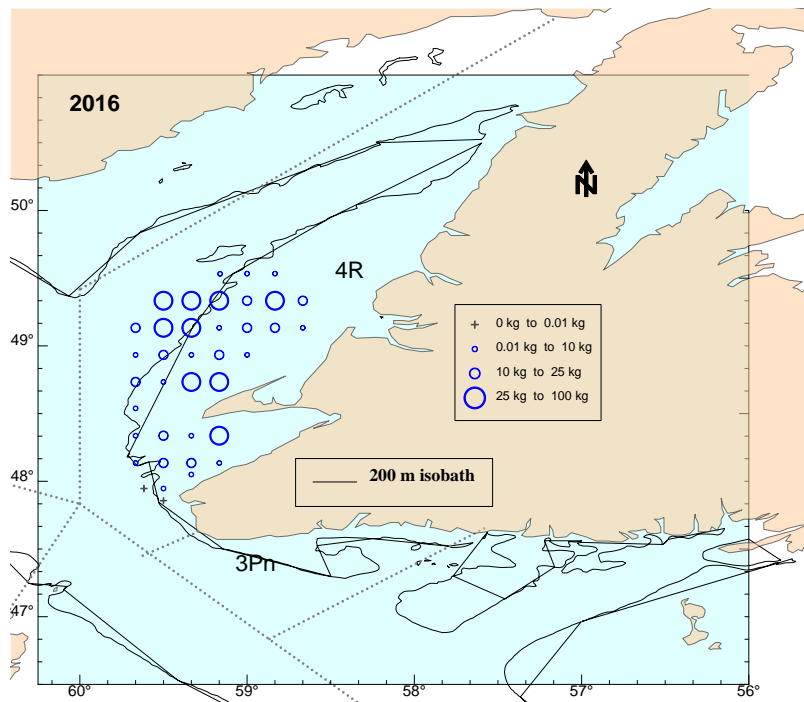 2016
50°
4R
N
0 kg to 0.01 kg
0.01 kg to 10 kg
10 kg to 25 kg
25 kg to 100 kg
49°
200 m isobath
48°
3Pn
47°
60° 59° 58° 57° 56°